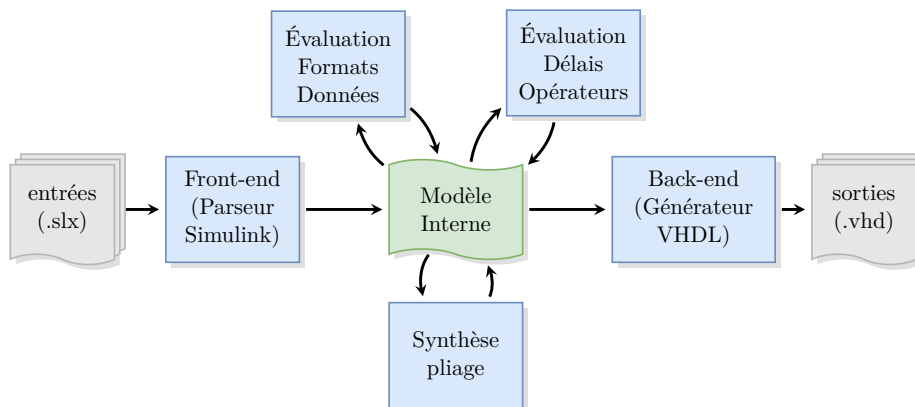 Évaluation
Formats
Données
Évaluation
Délais
Opérateurs
entrées
(.slx)
Front-end
(Parseur
Simulink)
Modèle
Interne
Back-end
(Générateur
VHDL)
sorties
(.vhd)
Synthèse
pliage